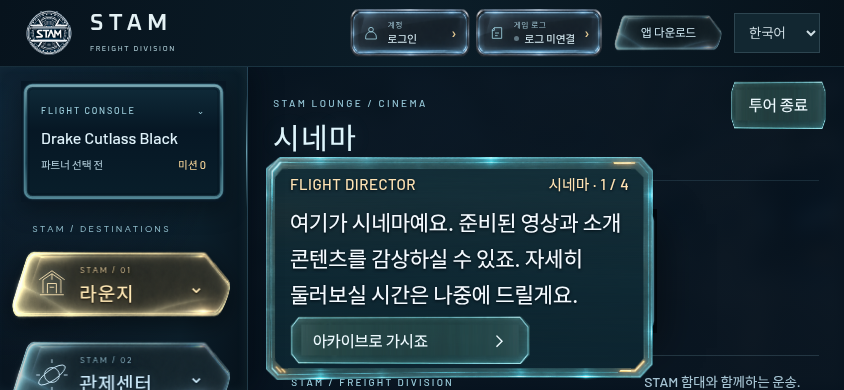 STAM
STAM
FREIGHT DIVISION
계정
로그인
게임 로그
로그 미연결
앱 다운로드
한국어
FLIGHT CONSOLE
Drake Cutlass Black
파트너 선택 전
미션 0
STAM / DESTINATIONS
STAM / 01
라운지
STAM / 02
관제센터
STAM LOUNGE / CINEMA
시네마
투어 종료
FLIGHT DIRECTOR
시네마 · 1 / 4
여기가 시네마예요. 준비된 영상과 소개
콘텐츠를 감상하실 수 있죠. 자세히
둘러보실 시간은 나중에 드릴게요.
아카이브로 가시죠
STAM / FREIGHT DIVISION
STAM 함대와 함께하는 운송.